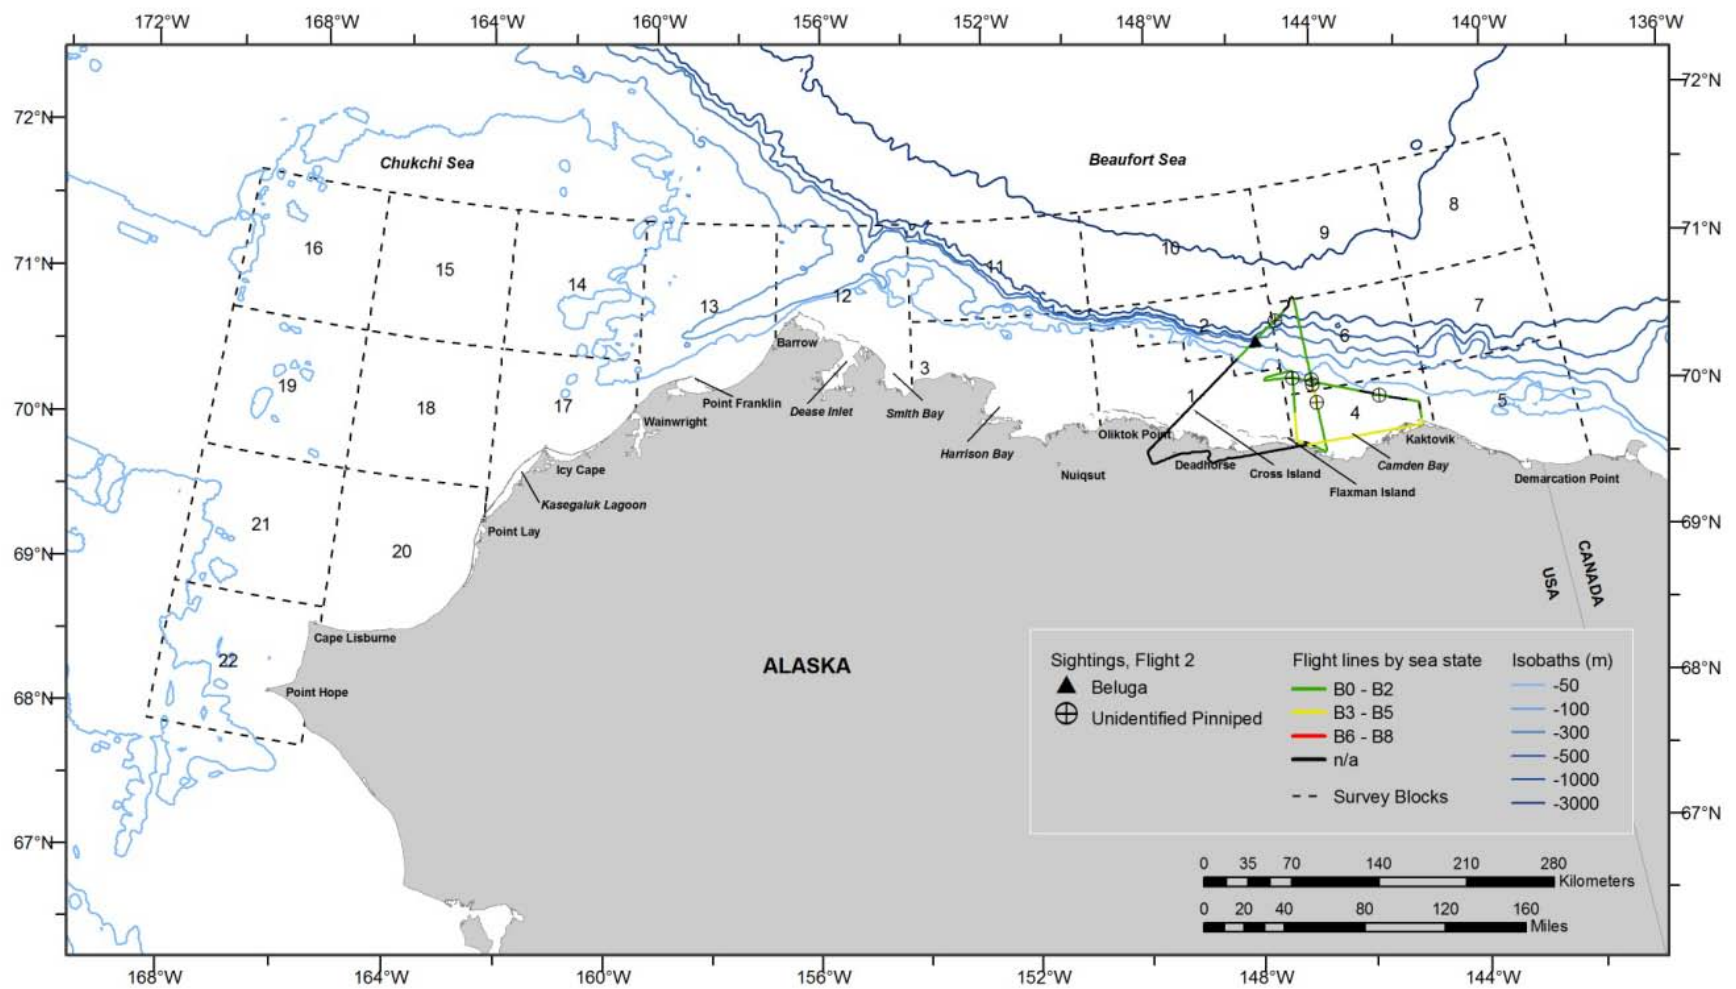 172°W 168°W 164°W 160°W 156°W 152°W 148°W 144°W 140°W 136°W
72°N 72°N
Chukchi Sea Beaufort Sea
8
9
16 10 71°N
15 11
71°N
14 12
13 7
2 6
Barrow
3 70°N
19 18 17 1 4 5
70°N
Point Franklin
Dease Inlet Smith Bay
Wainwright
Oliktok Point
Kaktovik
Harrison Bay
Icy Cape
Deadhorse Camden Bay
Nuiqsut Cross Island
Demarcation Point
Flaxman Island
Kasegaluk Lagoon
21 69°N
Point Lay
20
69°N
CANADA
USA
Cape Lisburne
22
ALASKA
68°N
Point Hope
68°N
Sightings, Flight 2
Beluga
Unidentified Pinniped
Flight lines by sea state
B0 - B2
B3 - B5
B6 - B8
n/a
Survey Blocks
Isobaths (m)
-50
-100
-300
-500
-1000
-3000
67°N
67°N
0 35 70 140 210 280
Kilometers
0 20 40 80 120 160
Miles
168°W 164°W 160°W 156°W 152°W 148°W 144°W